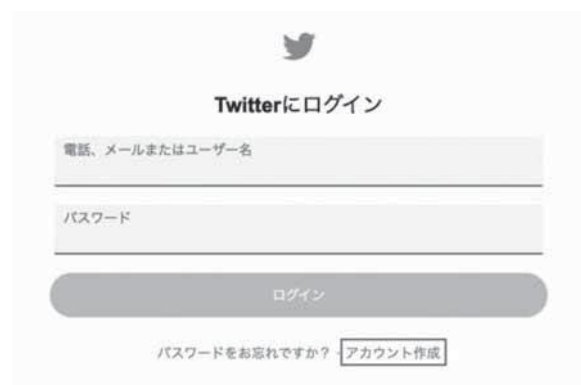 Twitterにログイン
電話、メールまたはユーザー名
パスワード
ログイン
パスワードをお忘れですか？ · アカウント作成